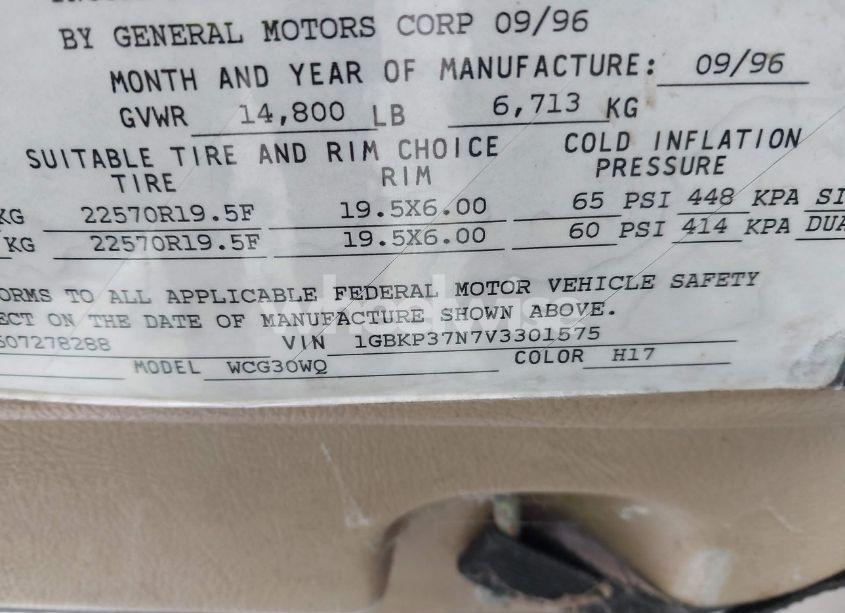 BY GENERAL MOTORS CORP 09/96
MONTH AND YEAR OF MANUFACTURE: 09/96
GVWR 14,800 LB 6,713 KG
SUITABLE TIRE AND RIM CHOICE COLD INFLATION
TIRE RIM PRESSURE
KG 22570R19.5F 19.5X6.00 65 PSI 448 KPA SI
KG 22570R19.5F 19.5X6.00 60 PSI 414 KPA DUA
ORMS TO ALL APPLICABLE FEDERAL MOTOR VEHICLE SAFETY
ECT ON THE DATE OF MANUFACTURE SHOWN ABOVE.
607278288 VIN 1GBKP37N7V3301575
MODEL WCG30WQ COLOR H17